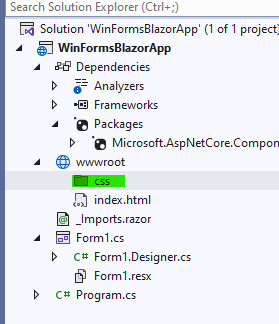 Search Solution Explorer (Ctrl+;)
Solution 'WinFormsBlazorApp' (1 of 1 project)
WinFormsBlazorApp
Dependencies
Analyzers
Frameworks
Packages
Microsoft.AspNetCore.Compon
wwwroot
css
index.html
_Imports.razor
Form1.cs
C# Form1.Designer.cs
Form1.resx
C# Program.cs